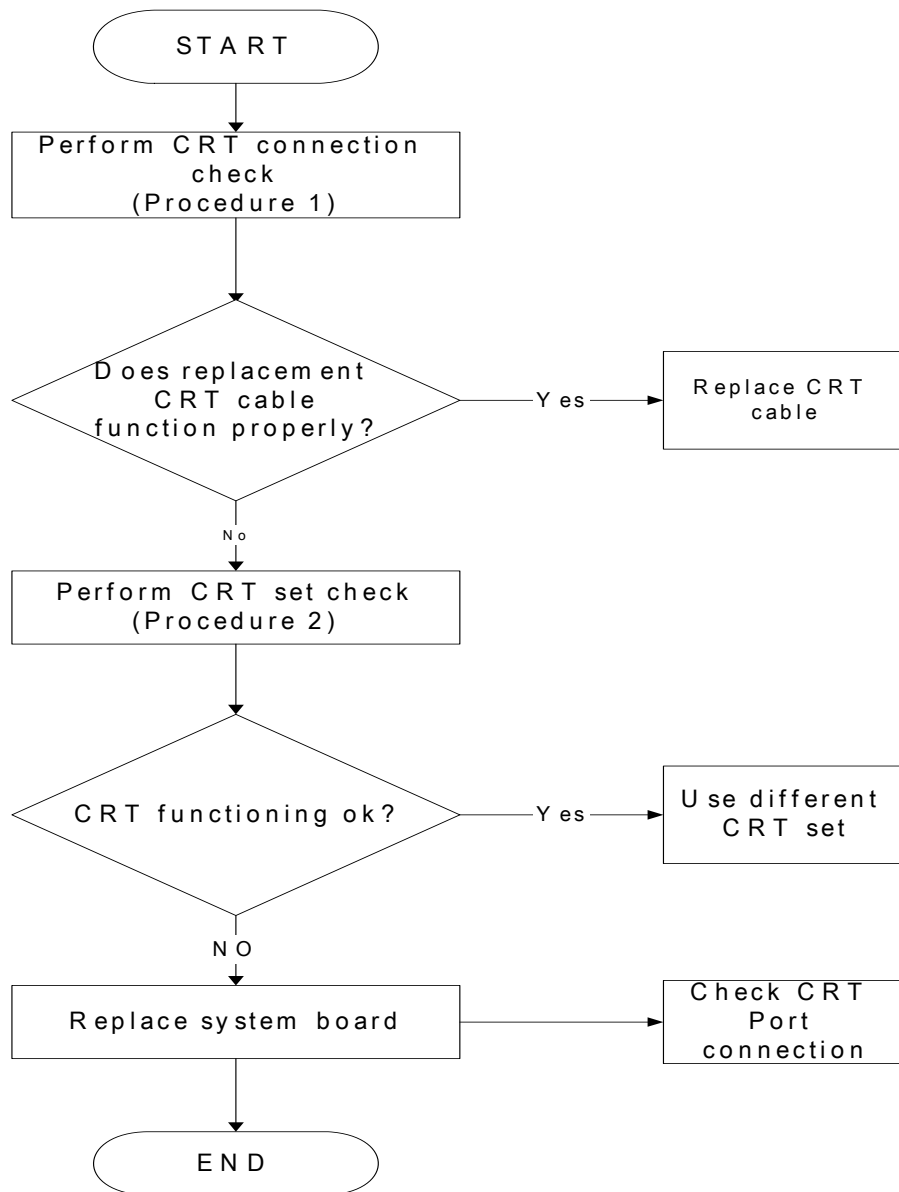 START
Perform CRT connection
check
(Procedure 1)
Does replacement
CRT cable
function properly?
Yes
Replace CRT
cable
No
Perform CRT set check
(Procedure 2)
CRT functioning ok?
Yes
Use different
CRT set
NO
Replace system board
Check CRT
Port
connection
END